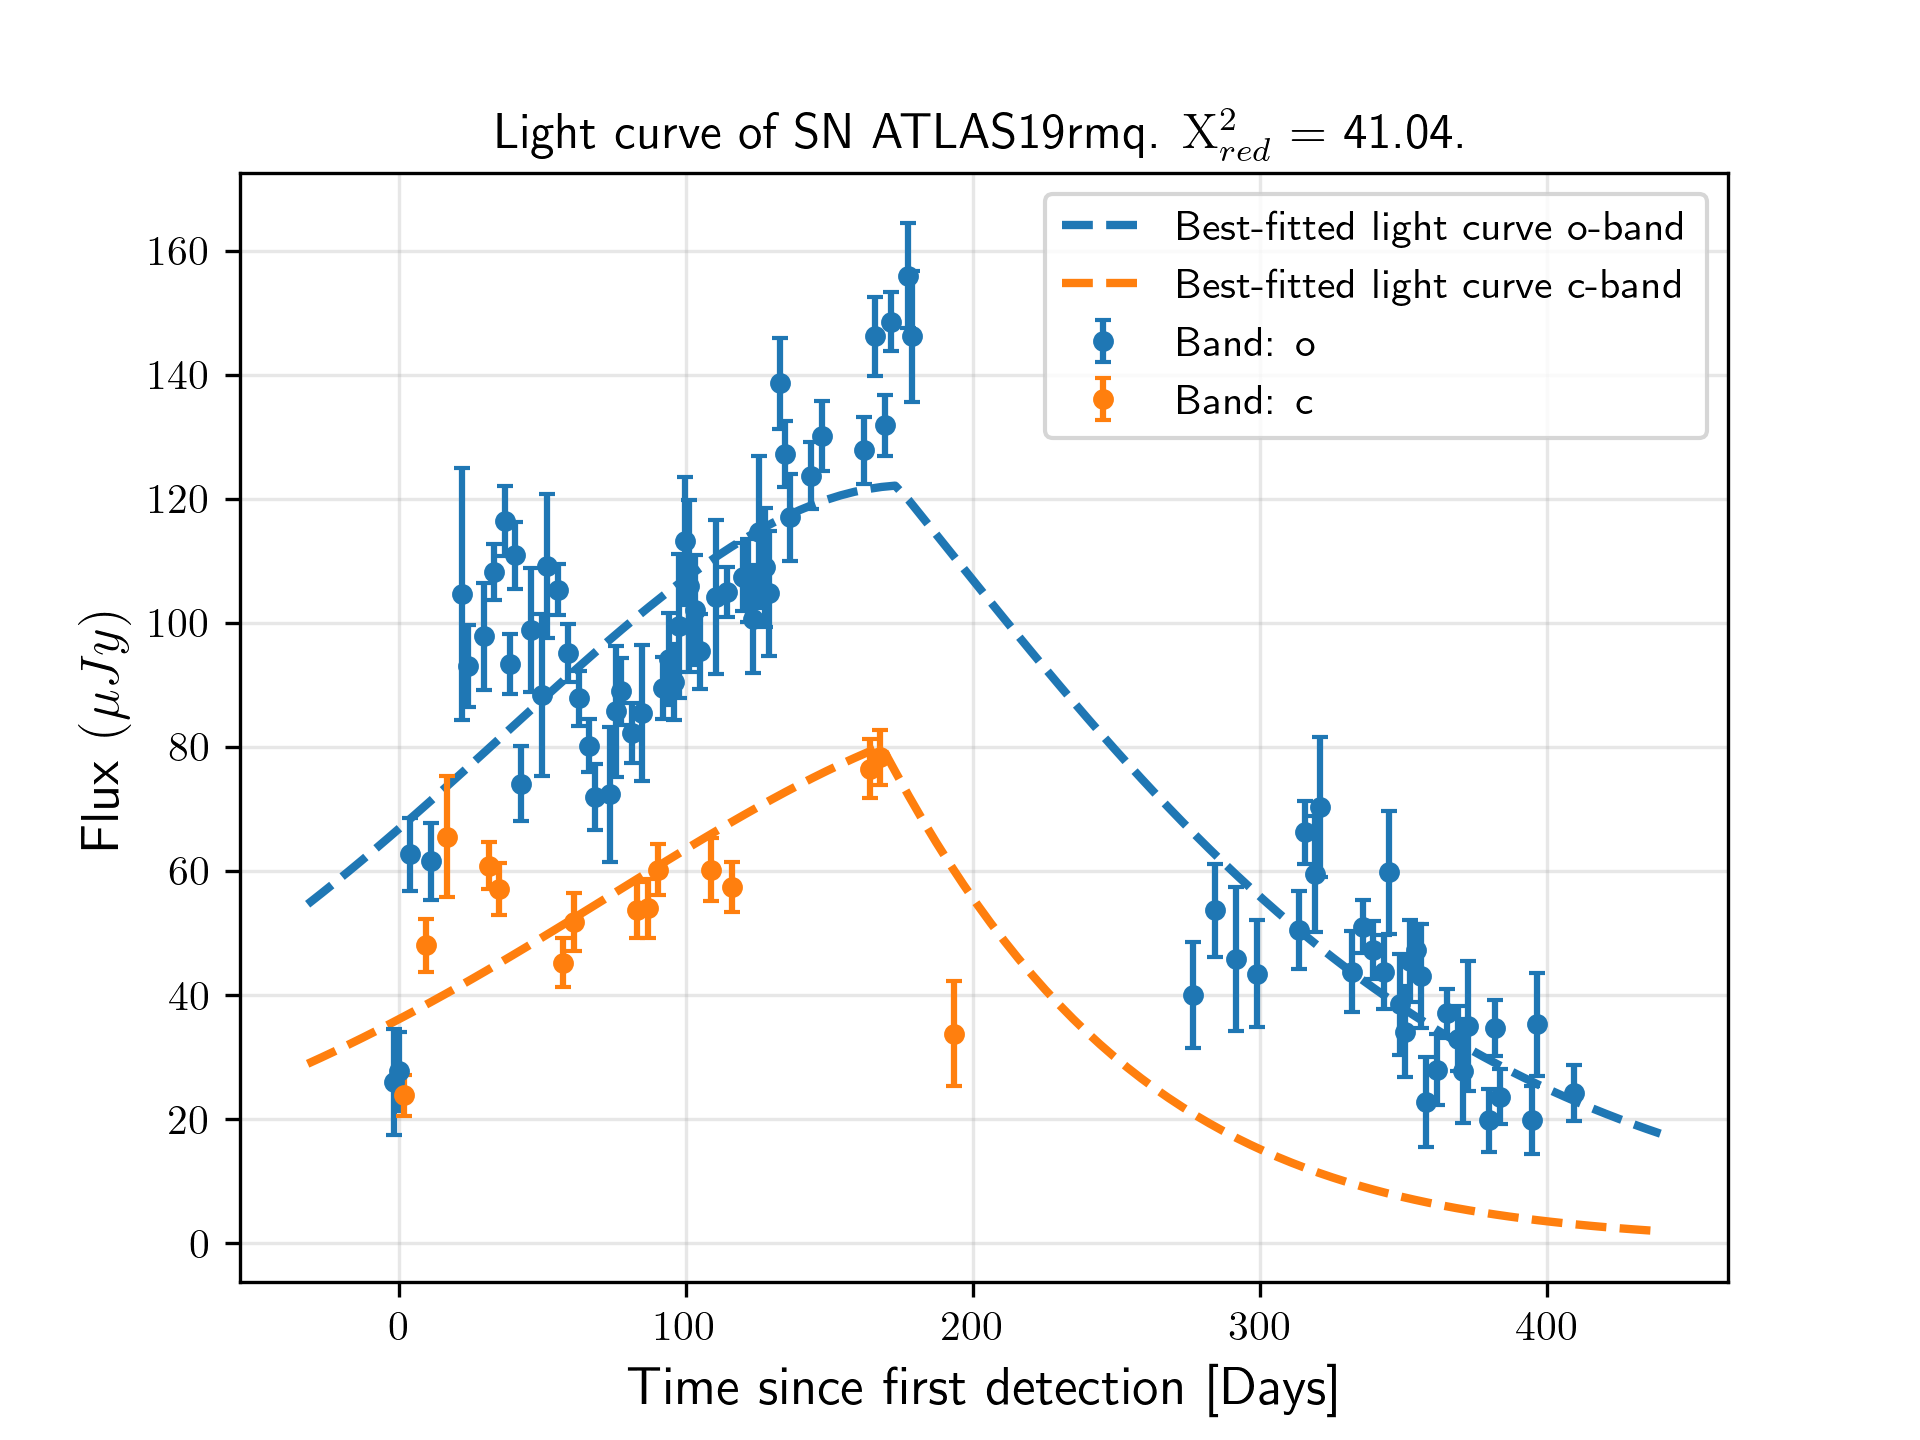 Light curve of SN ATLAS19rmq. X²_red = 41.04.
Best-fitted light curve o-band
Best-fitted light curve c-band
Band: o
Band: c
Flux (μJy)
160
140
120
100
80
60
40
20
0
0 100 200 300 400
Time since first detection [Days]